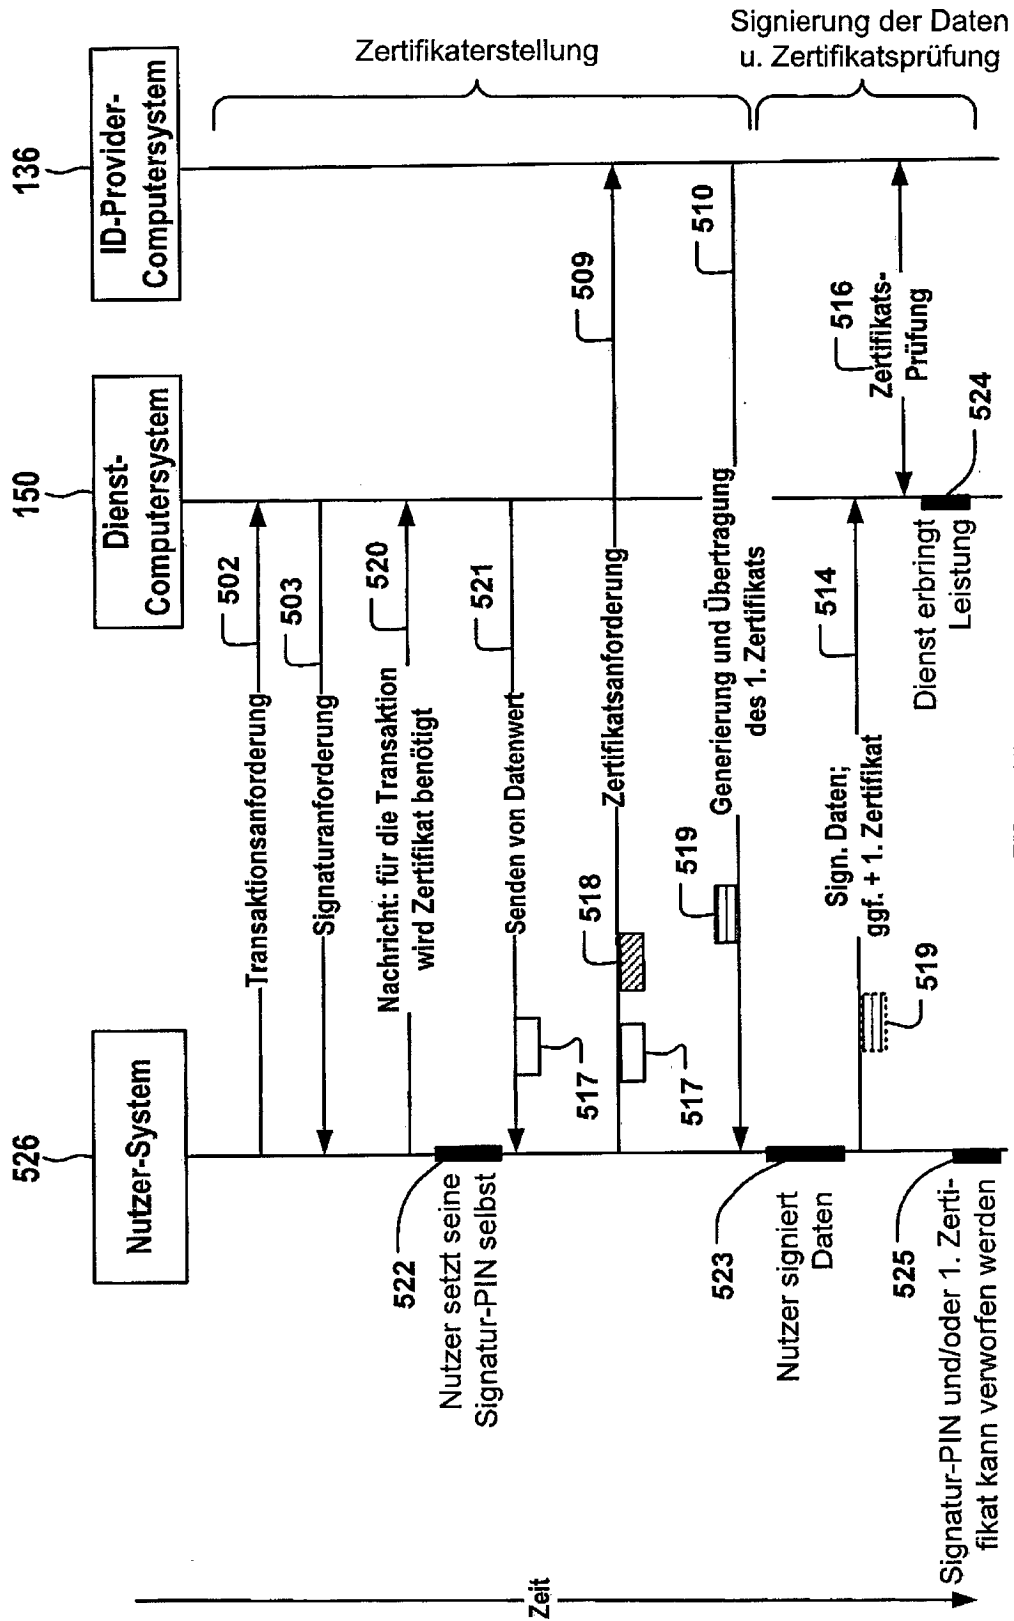 526
150
136
Nutzer-System
Dienst-
Computersystem
ID-Provider-
Computersystem
Zertifikaterstellung
Signierung der Daten
u. Zertifikatsprüfung
Zeit
Transaktionsanforderung
502
Signaturanforderung
503
Nachricht: für die Transaktion
wird Zertifikat benötigt
520
522
Nutzer setzt seine
Signatur-PIN selbst
Senden von Datenwert
521
517
Zertifikatsanforderung
509
518
517
Generierung und Übertragung
des 1. Zertifikats
510
519
523
Nutzer signiert
Daten
Sign. Daten;
ggf. + 1. Zertifikat
514
519
516
Zertifikats-
Prüfung
524
Dienst erbringt
Leistung
525
Signatur-PIN und/oder 1. Zerti-
fikat kann verworfen werden